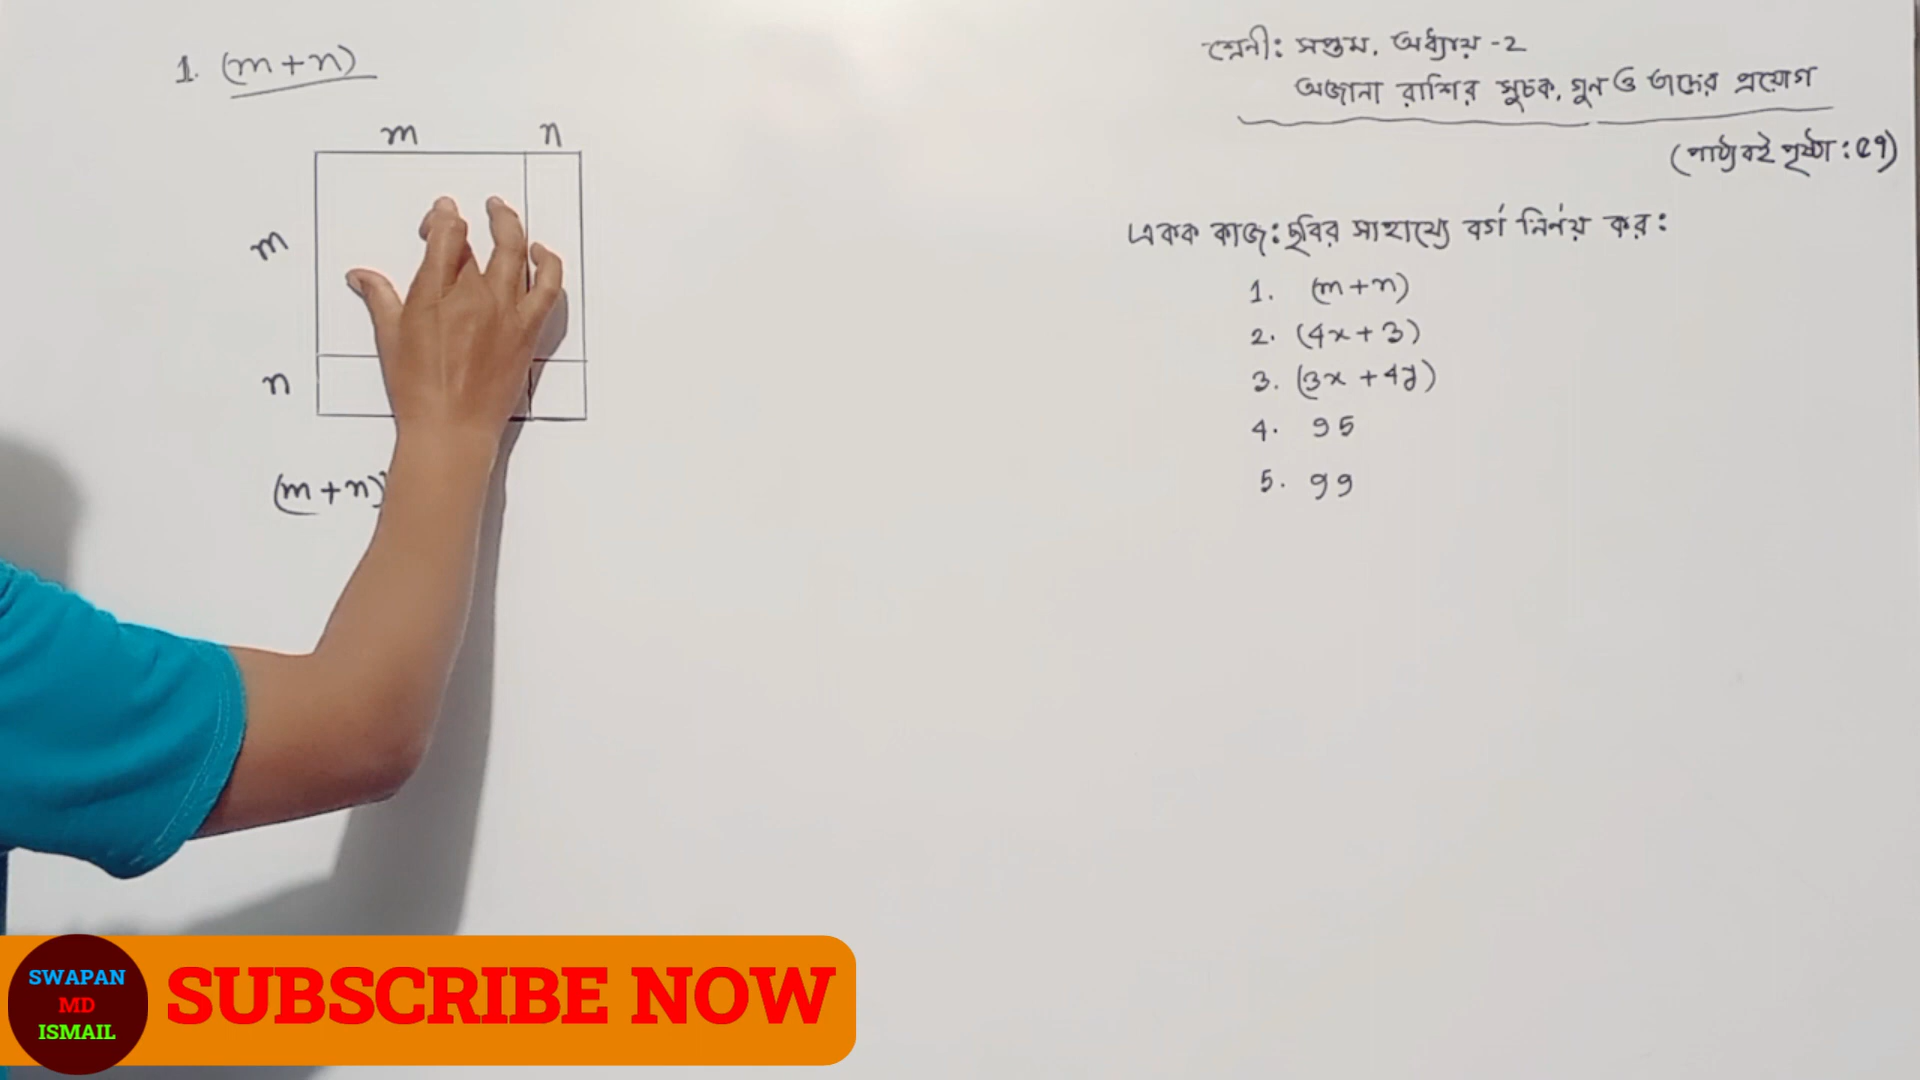 1. (m+n)
m n
m
n
(m+n)
শ্রেনী: সপ্তম, অধ্যায় -2
অজানা রাশির সূচক, গুন ও তাদের প্রয়োগ
(পাঠ্যবই পৃষ্ঠা: ৫৭)
একক কাজ: ছবির সাহায্যে বর্গ নির্নয় কর:
1. (m+n)
2. (4x+3)
3. (3x+4y)
4. 95
5. 99
SWAPAN
MD
ISMAIL
SUBSCRIBE NOW